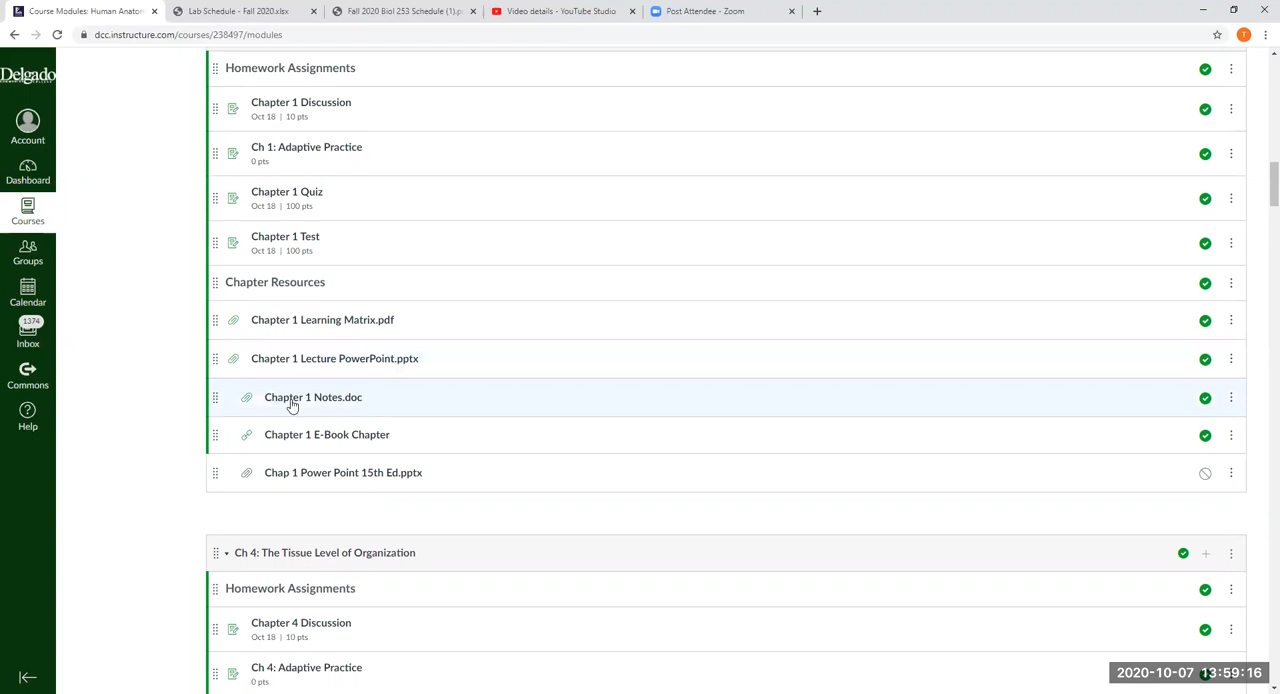 Course Modules: Human Anaton
Lab Schedule - Fall 2020.xlsx
Fall 2020 Biol 253 Schedule (1).p
Video details - YouTube Studio
Post Attendee - Zoom
dcc.instructure.com/courses/238497/modules
T
Delgado
Account
Dashboard
Courses
Groups
Calendar
1374
Inbox
Commons
Help
Homework Assignments
Chapter 1 Discussion
Oct 18 | 10 pts
Ch 1: Adaptive Practice
0 pts
Chapter 1 Quiz
Oct 18 | 100 pts
Chapter 1 Test
Oct 18 | 100 pts
Chapter Resources
Chapter 1 Learning Matrix.pdf
Chapter 1 Lecture PowerPoint.pptx
Chapter 1 Notes.doc
Chapter 1 E-Book Chapter
Chap 1 Power Point 15th Ed.pptx
Ch 4: The Tissue Level of Organization
Homework Assignments
Chapter 4 Discussion
Oct 18 | 10 pts
Ch 4: Adaptive Practice
0 pts
2020-10-07 13:59:16